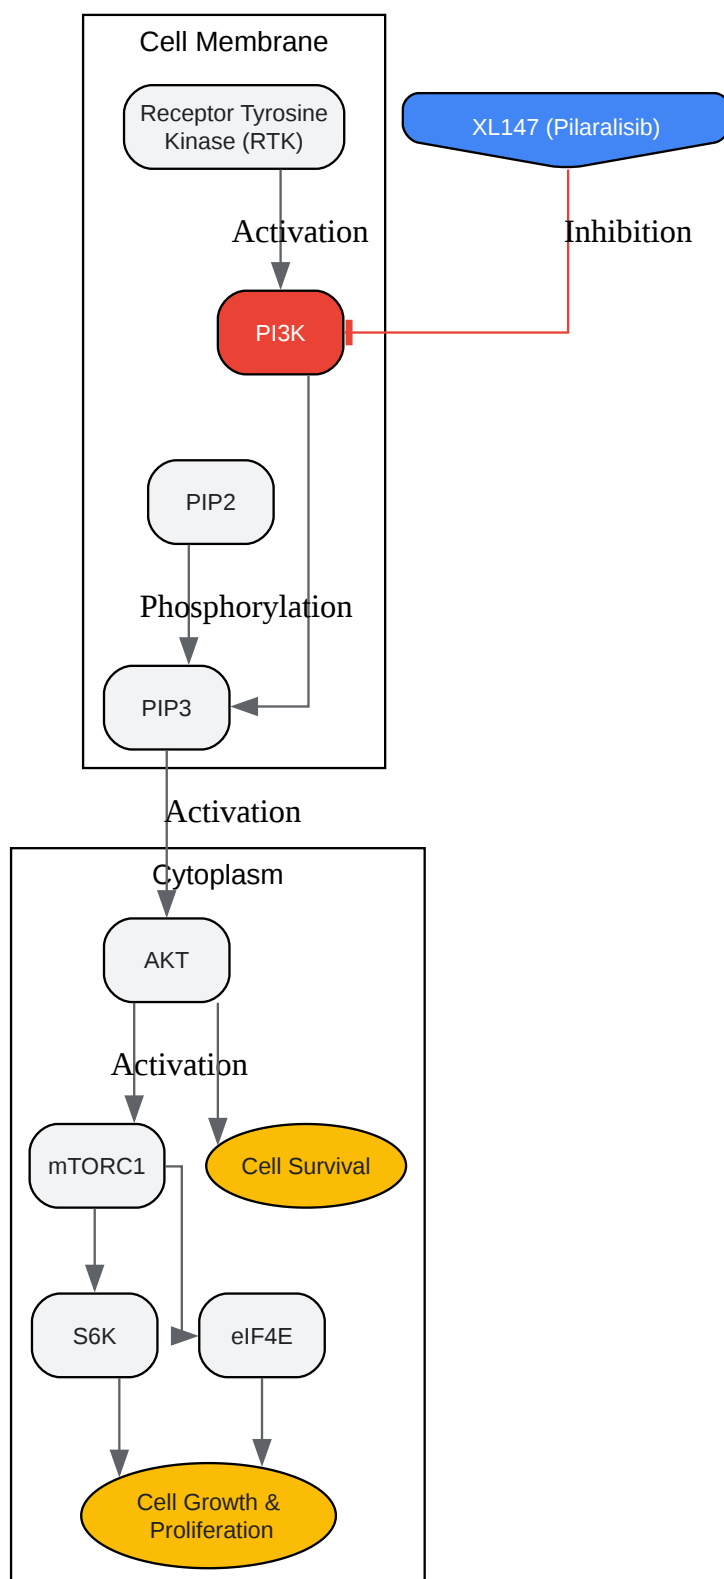 Cell Membrane
Receptor Tyrosine
Kinase (RTK)
XL147 (Pilaralisib)
Activation
Inhibition
PI3K
PIP2
Phosphorylation
PIP3
Activation
Cytoplasm
AKT
Activation
mTORC1
Cell Survival
S6K
eIF4E
Cell Growth &
Proliferation